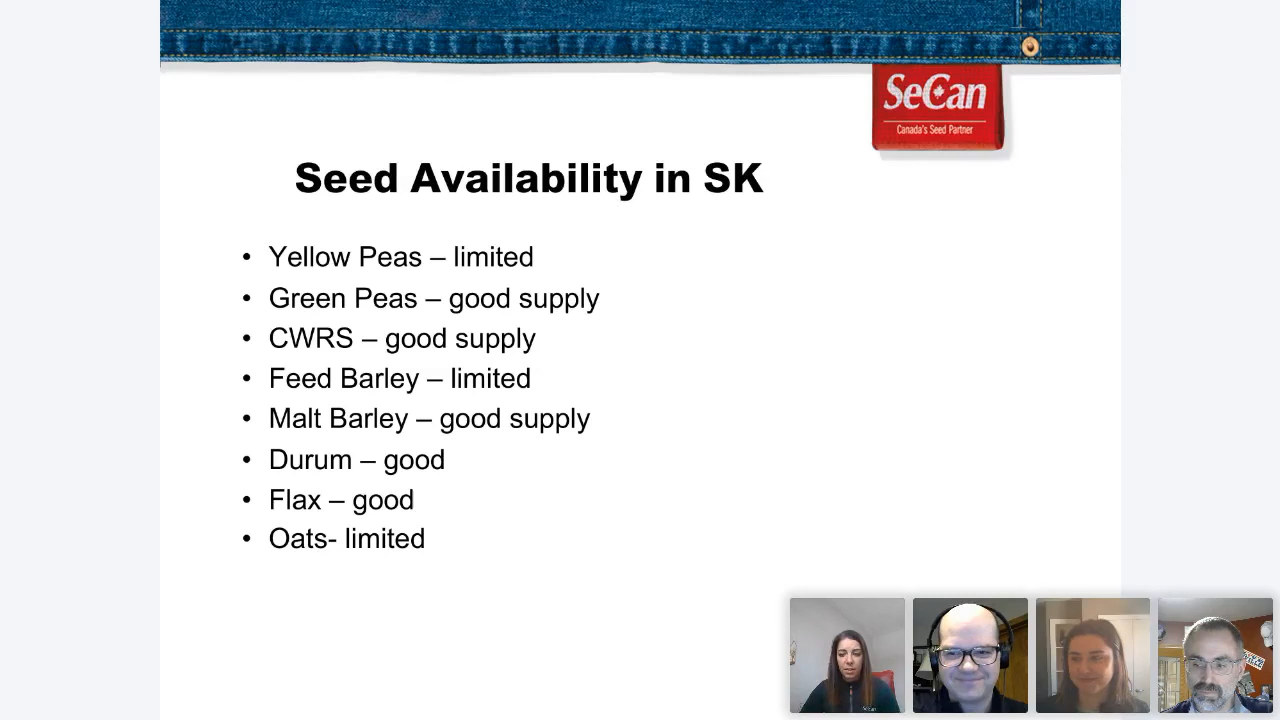 SeCan
Canada's Seed Partner
Seed Availability in SK
• Yellow Peas – limited
• Green Peas – good supply
• CWRS – good supply
• Feed Barley – limited
• Malt Barley – good supply
• Durum – good
• Flax – good
• Oats- limited
SeCan